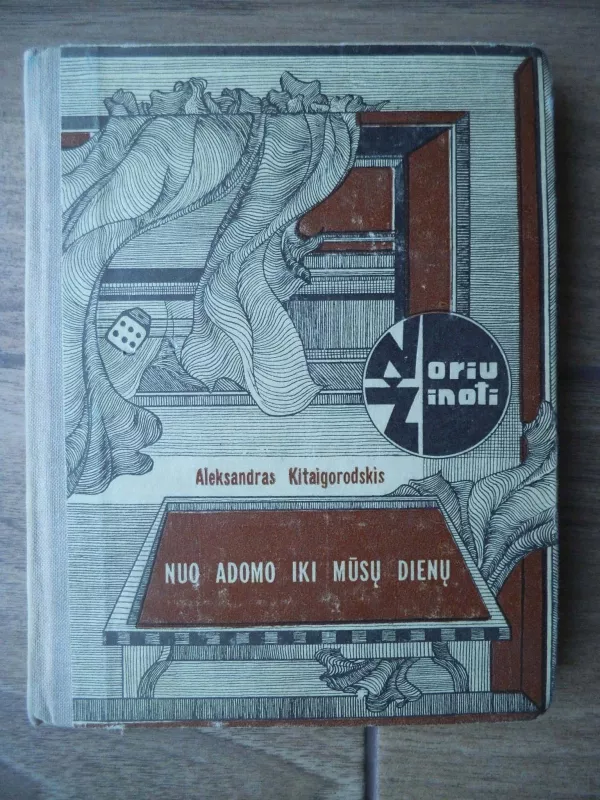 Noriu
Žinoti
Aleksandras Kitaigorodskis
NUO ADOMO IKI MŪSŲ DIENŲ